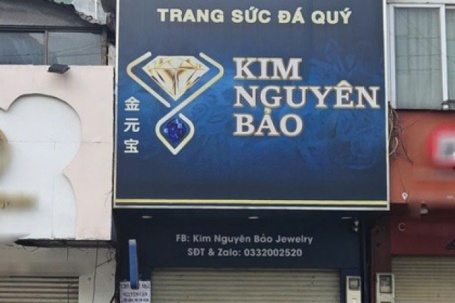 TRANG SỨC ĐÁ QUÝ
KIM
NGUYÊN
BẢO
金元宝
FB: Kim Nguyên Bảo Jewelry
SĐT & Zalo: 0332002520